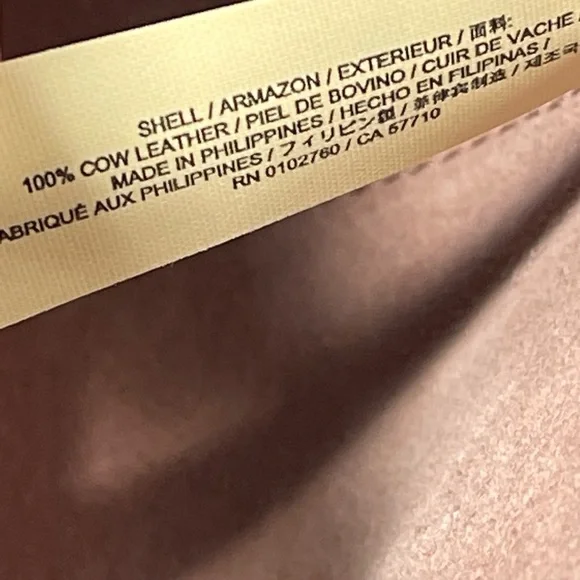 SHELL / ARMAZON / EXTERIEUR / 面料:
100% COW LEATHER / PIEL DE BOVINO / CUIR DE VACHE
MADE IN PHILIPPINES / HECHO EN FILIPINAS /
ABRIQUÉ AUX PHILIPPINES / フィリピン製 / 菲律宾制造 / 제조국
RN 0102760 / CA 57710